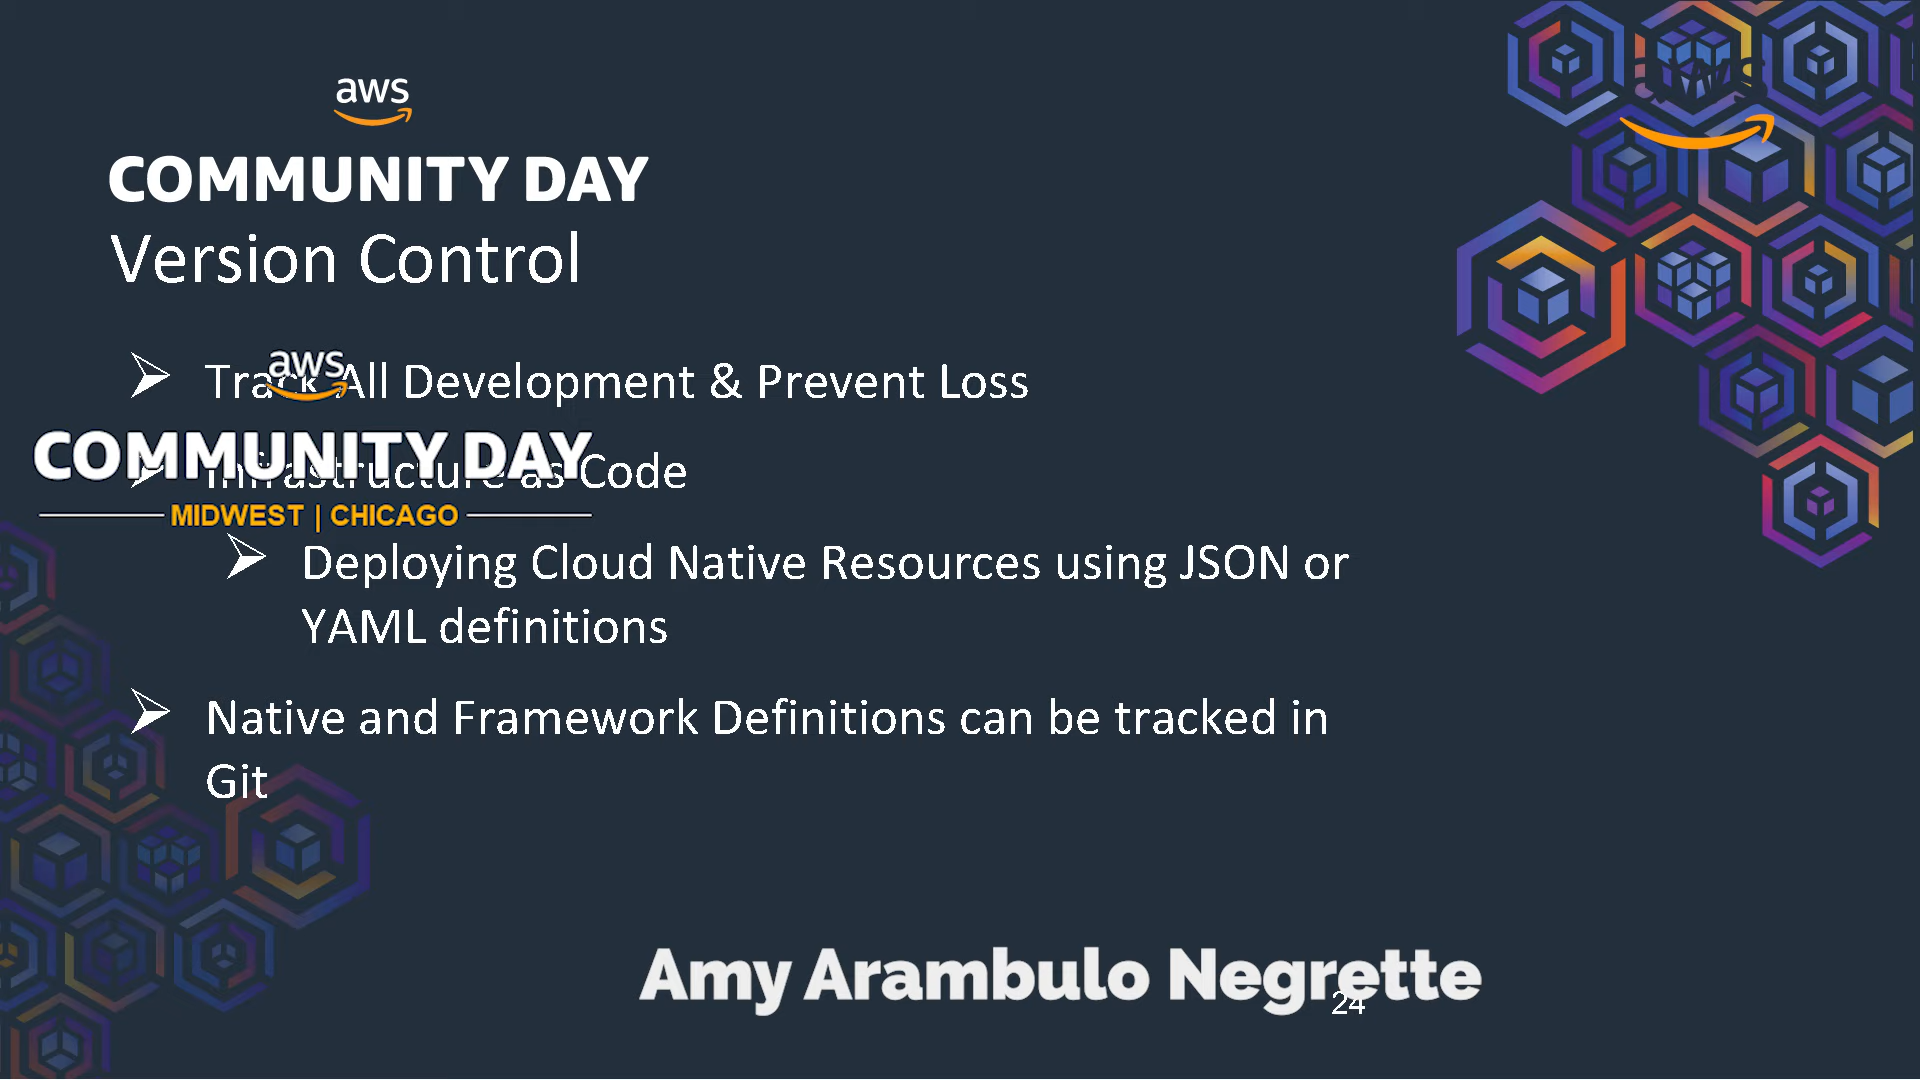 aws
COMMUNITY DAY
Version Control
aws
Track All Development & Prevent Loss
COMMUNITY DAY
Infrastructure as Code
MIDWEST | CHICAGO
Deploying Cloud Native Resources using JSON or
YAML definitions
Native and Framework Definitions can be tracked in
Git
Amy Arambulo Negrette
24